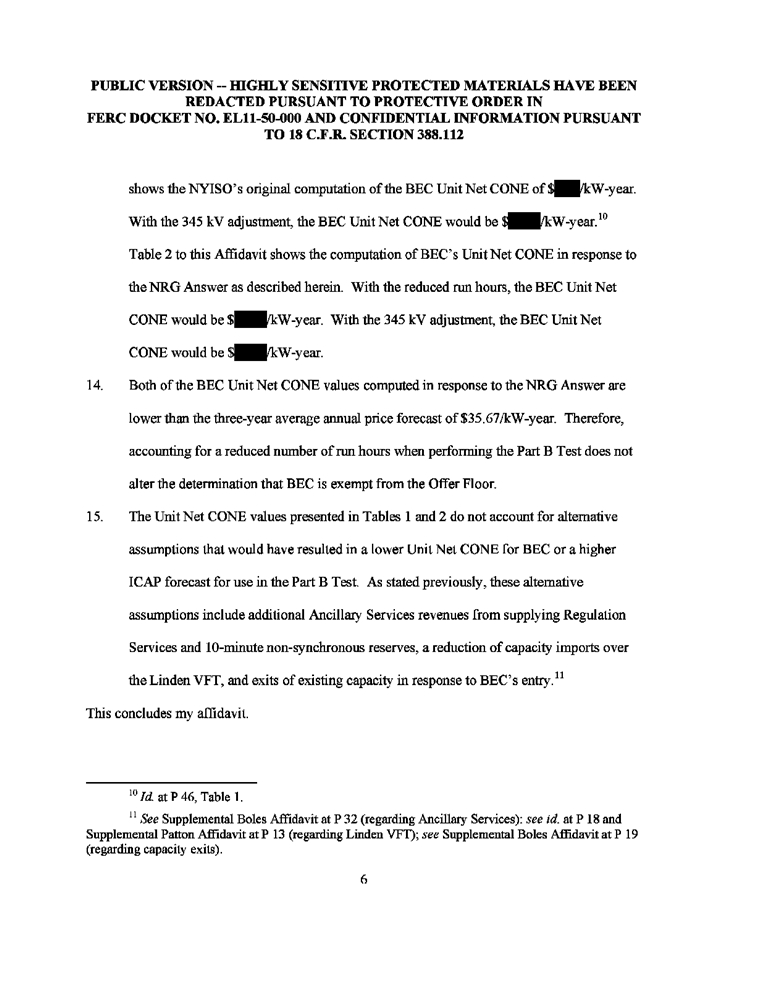 PUBLIC VERSION -- HIGHLY SENSITIVE PROTECTED MATERIALS HAVE BEEN
REDACTED PURSUANT TO PROTECTIVE ORDER IN
FERC DOCKET NO. EL11-50-000 AND CONFIDENTIAL INFORMATION PURSUANT
TO 18 C.F.R. SECTION 388.112
shows the NYISO's original computation of the BEC Unit Net CONE of $ /kW-year.
With the 345 kV adjustment, the BEC Unit Net CONE would be $ /kW-year.10
Table 2 to this Affidavit shows the computation of BEC's Unit Net CONE in response to
the NRG Answer as described herein. With the reduced run hours, the BEC Unit Net
CONE would be $ /kW-year. With the 345 kV adjustment, the BEC Unit Net
CONE would be $ /kW-year.
14. Both of the BEC Unit Net CONE values computed in response to the NRG Answer are
lower than the three-year average annual price forecast of $35.67/kW-year. Therefore,
accounting for a reduced number of run hours when performing the Part B Test does not
alter the determination that BEC is exempt from the Offer Floor.
15. The Unit Net CONE values presented in Tables 1 and 2 do not account for alternative
assumptions that would have resulted in a lower Unit Net CONE for BEC or a higher
ICAP forecast for use in the Part B Test. As stated previously, these alternative
assumptions include additional Ancillary Services revenues from supplying Regulation
Services and 10-minute non-synchronous reserves, a reduction of capacity imports over
the Linden VFT, and exits of existing capacity in response to BEC's entry.11
This concludes my affidavit.
10 Id. at P 46, Table 1.
11 See Supplemental Boles Affidavit at P 32 (regarding Ancillary Services): see id. at P 18 and
Supplemental Patton Affidavit at P 13 (regarding Linden VFT); see Supplemental Boles Affidavit at P 19
(regarding capacity exits).
6